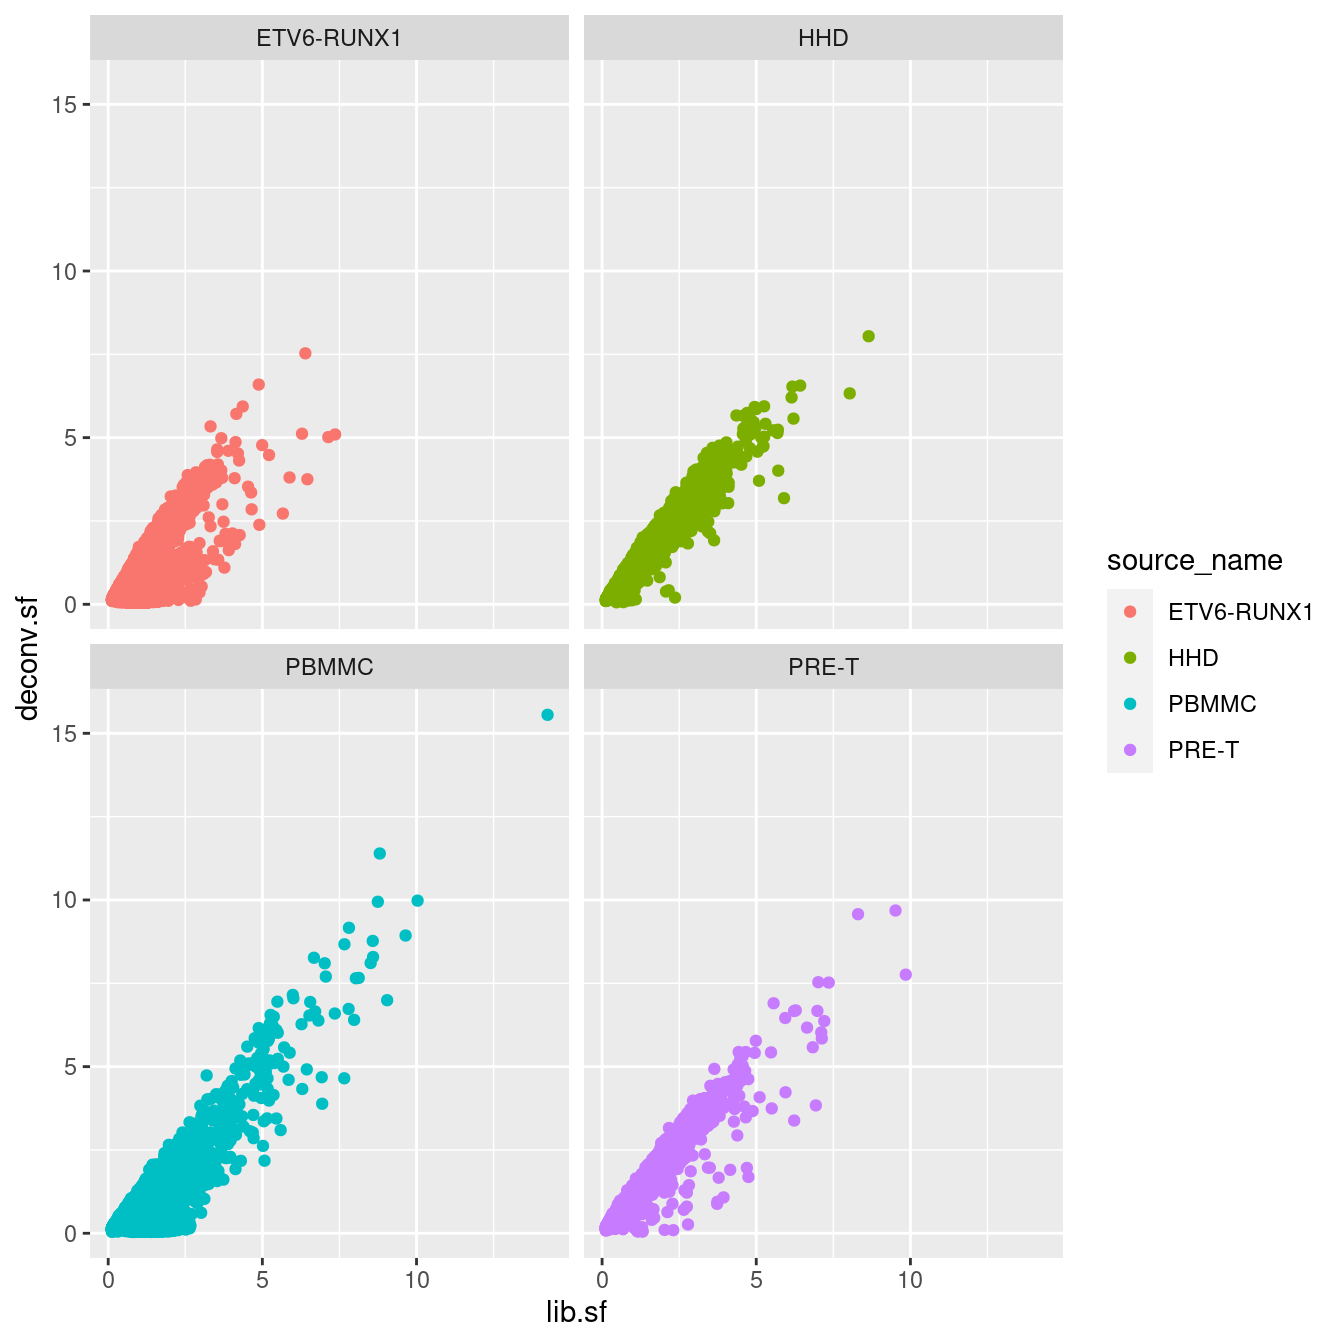 ETV6-RUNX1
HHD
15
10
5
0
PBMMC
PRE-T
15
10
5
0
0 5 10
0 5 10
lib.sf
deconv.sf
source_name
ETV6-RUNX1
HHD
PBMMC
PRE-T